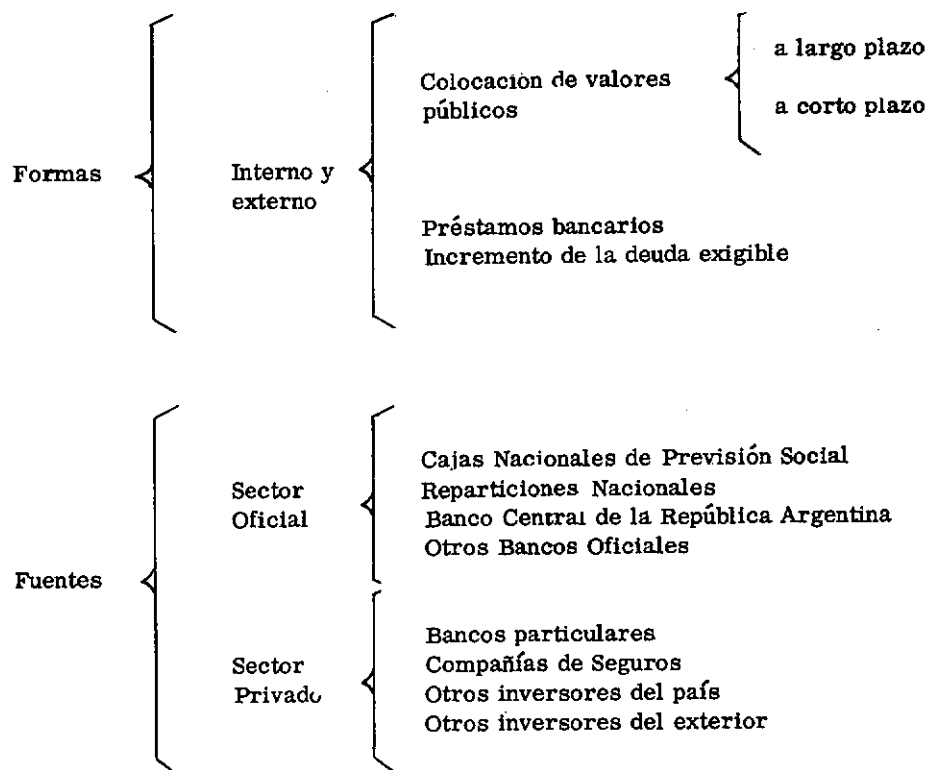 a largo plazo
Colocación de valores
públicos
a corto plazo
Formas
Interno y
externo
Préstamos bancarios
Incremento de la deuda exigible
Cajas Nacionales de Previsión Social
Sector
Reparticiones Nacionales
Oficial
Banco Central de la República Argentina
Otros Bancos Oficiales
Fuentes
Bancos particulares
Sector
Compañías de Seguros
Privado
Otros inversores del país
Otros inversores del exterior